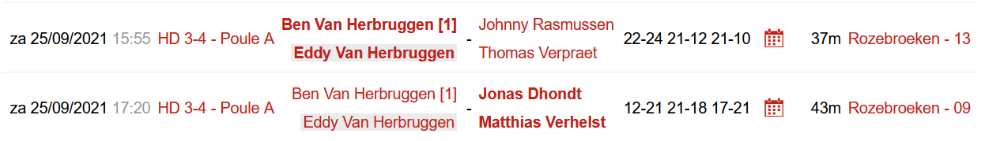 Ben Van Herbruggen [1] Johnny Rasmussen
za 25/09/2021 15:55 HD 3-4 - Poule A - 22-24 21-12 21-10 37m Rozebroeken - 13
Eddy Van Herbruggen Thomas Verpraet
Ben Van Herbruggen [1] Jonas Dhondt
za 25/09/2021 17:20 HD 3-4 - Poule A - 12-21 21-18 17-21 43m Rozebroeken - 09
Eddy Van Herbruggen Matthias Verhelst